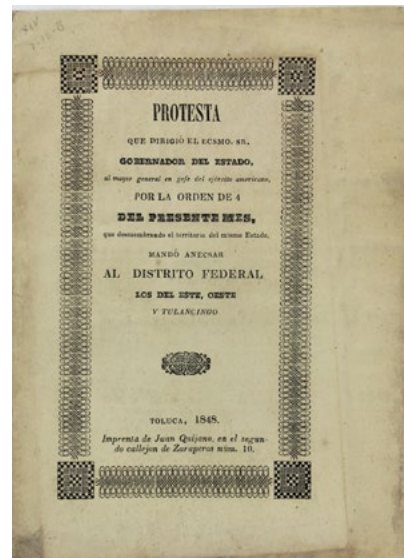 PROTESTA
QUE DIRIGIÓ EL ECSMO. SR,
GOBERNADOR DEL ESTADO,
al mayor general en gefe del ejército americano,
POR LA ORDEN DE 4
DEL PRESENTE MES,
que desmembrando el territorio del mismo Estado,
MANDÓ ANECSAR
AL DISTRITO FEDERAL
LOS DEL ESTE, OESTE
Y TULANCINGO
TOLUCA, 1848.
Imprenta de Juan Quijano, en el segun-
do callejon de Zaraperos núm. 10.